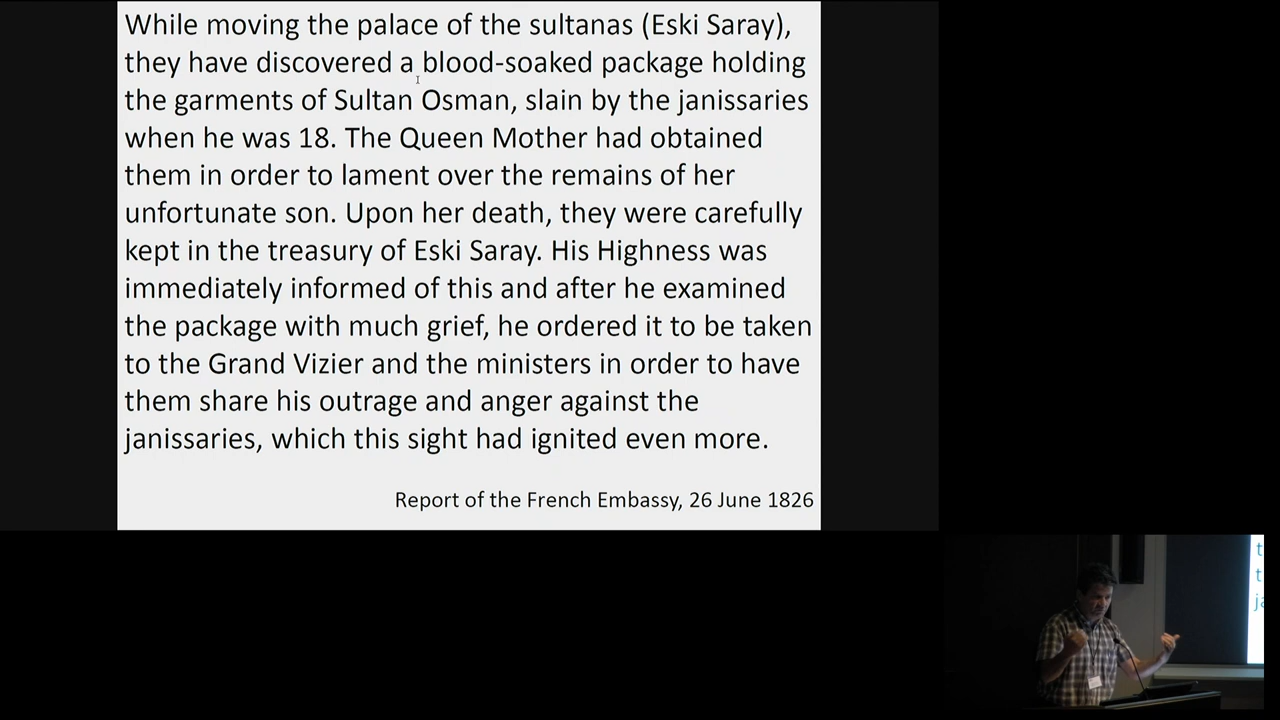 While moving the palace of the sultanas (Eski Saray),
they have discovered a blood-soaked package holding
the garments of Sultan Osman, slain by the janissaries
when he was 18. The Queen Mother had obtained
them in order to lament over the remains of her
unfortunate son. Upon her death, they were carefully
kept in the treasury of Eski Saray. His Highness was
immediately informed of this and after he examined
the package with much grief, he ordered it to be taken
to the Grand Vizier and the ministers in order to have
them share his outrage and anger against the
janissaries, which this sight had ignited even more.
Report of the French Embassy, 26 June 1826
t
t
ja